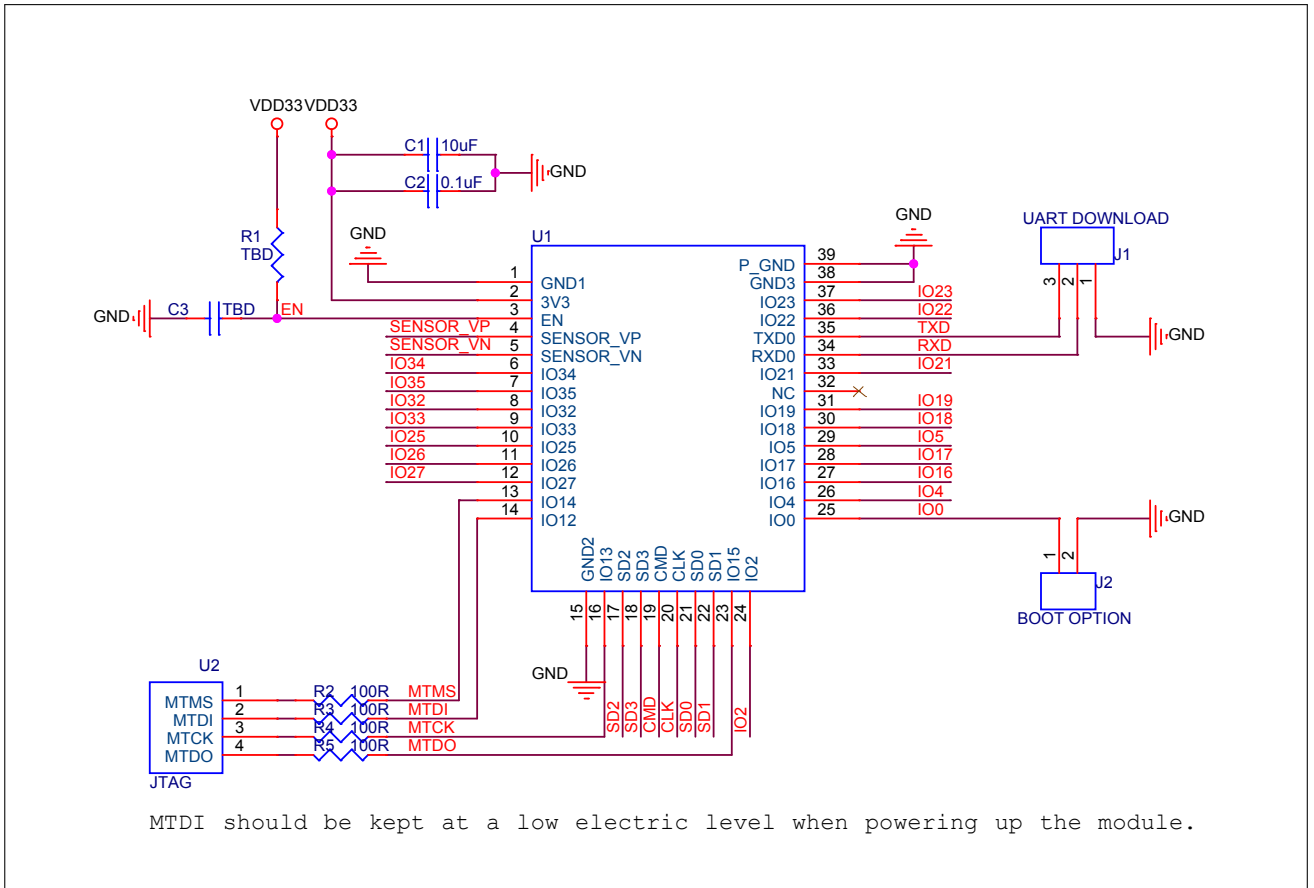 VDD33 VDD33
C1 10uF
GND
C2 0.1uF
R1
TBD
GND
U1
GND
UART DOWNLOAD
J1
3 2 1
GND
GND
C3 TBD EN
1 GND1
2 3V3
3 EN
SENSOR_VP 4 SENSOR_VP
SENSOR_VN 5 SENSOR_VN
IO34 6 IO34
IO35 7 IO35
IO32 8 IO32
IO33 9 IO33
IO25 10 IO25
IO26 11 IO26
IO27 12 IO27
13 IO14
14 IO12
P_GND 39
GND3 38
IO23 37 IO23
IO22 36 IO22
TXD0 35 TXD
RXD0 34 RXD
IO21 33 IO21
NC 32
IO19 31 IO19
IO18 30 IO18
IO5 29 IO5
IO17 28 IO17
IO16 27 IO16
IO4 26 IO4
IO0 25 IO0
GND
1 2
J2
BOOT OPTION
GND2 IO13 SD2 SD3 CMD CLK SD0 SD1 IO15 IO2
15 16 17 18 19 20 21 22 23 24
GND
SD2 SD3 CMD CLK SD0 SD1 IO2
U2
MTMS 1 R2 100R MTMS
MTDI 2 R3 100R MTDI
MTCK 3 R4 100R MTCK
MTDO 4 R5 100R MTDO
JTAG
MTDI should be kept at a low electric level when powering up the module.